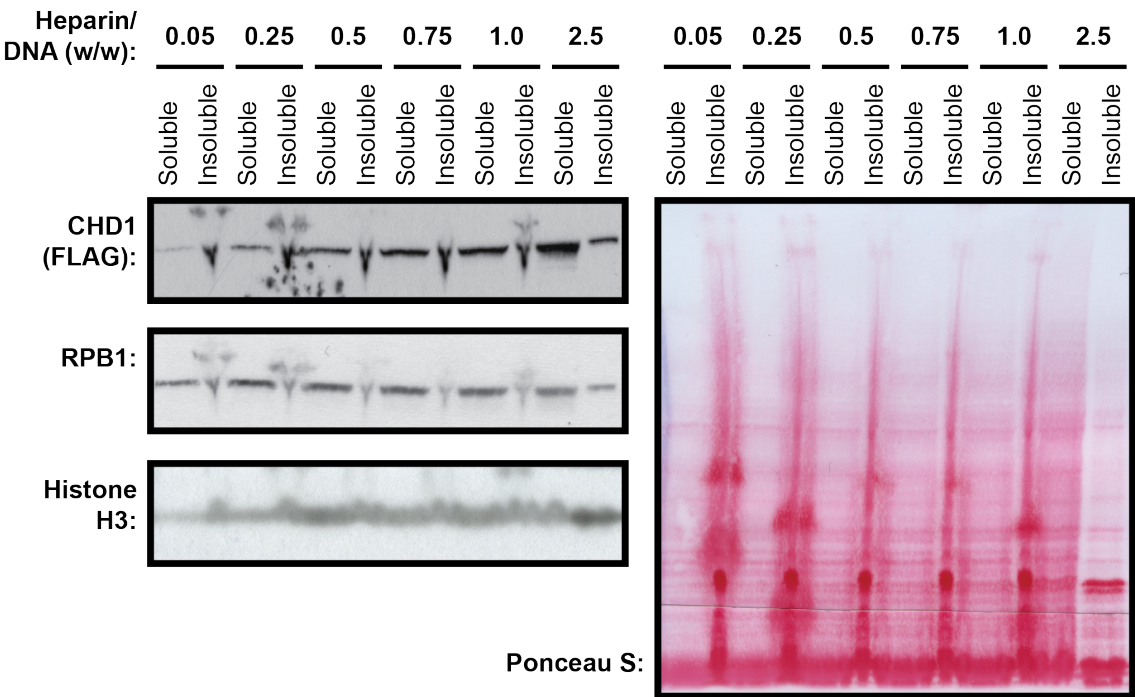 Heparin/
DNA (w/w):
0.05 0.25 0.5 0.75 1.0 2.5
0.05 0.25 0.5 0.75 1.0 2.5
Soluble Insoluble Soluble Insoluble Soluble Insoluble Soluble Insoluble Soluble Insoluble Soluble Insoluble
Soluble Insoluble Soluble Insoluble Soluble Insoluble Soluble Insoluble Soluble Insoluble Soluble Insoluble
CHD1
(FLAG):
RPB1:
Histone
H3:
Ponceau S: